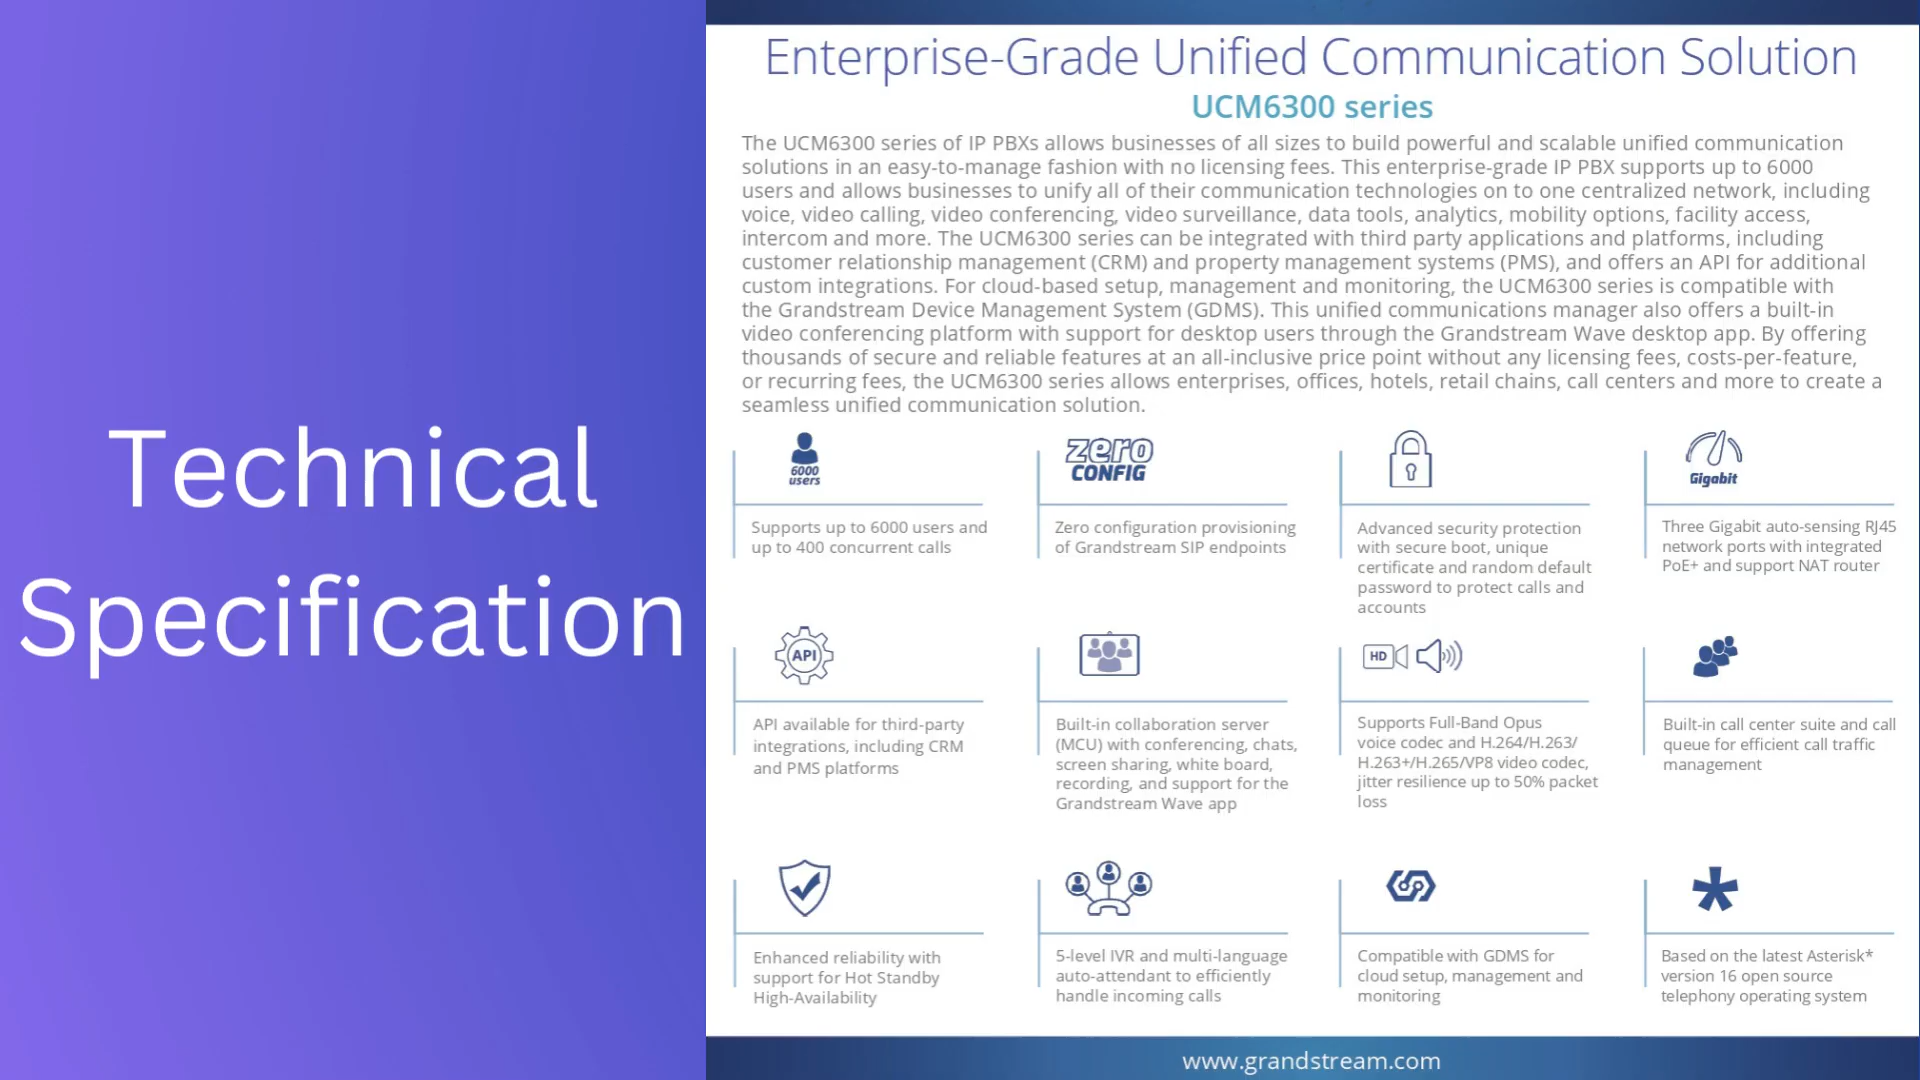 Technical
Specification
Enterprise-Grade Unified Communication Solution
UCM6300 series
The UCM6300 series of IP PBXs allows businesses of all sizes to build powerful and scalable unified communication
solutions in an easy-to-manage fashion with no licensing fees. This enterprise-grade IP PBX supports up to 6000
users and allows businesses to unify all of their communication technologies on to one centralized network, including
voice, video calling, video conferencing, video surveillance, data tools, analytics, mobility options, facility access,
intercom and more. The UCM6300 series can be integrated with third party applications and platforms, including
customer relationship management (CRM) and property management systems (PMS), and offers an API for additional
custom integrations. For cloud-based setup, management and monitoring, the UCM6300 series is compatible with
the Grandstream Device Management System (GDMS). This unified communications manager also offers a built-in
video conferencing platform with support for desktop users through the Grandstream Wave desktop app. By offering
thousands of secure and reliable features at an all-inclusive price point without any licensing fees, costs-per-feature,
or recurring fees, the UCM6300 series allows enterprises, offices, hotels, retail chains, call centers and more to create a
seamless unified communication solution.
6000
users
Supports up to 6000 users and
up to 400 concurrent calls
zero
CONFIG
Zero configuration provisioning
of Grandstream SIP endpoints
Advanced security protection
with secure boot, unique
certificate and random default
password to protect calls and
accounts
Gigabit
Three Gigabit auto-sensing RJ45
network ports with integrated
PoE+ and support NAT router
API
API available for third-party
integrations, including CRM
and PMS platforms
Built-in collaboration server
(MCU) with conferencing, chats,
screen sharing, white board,
recording, and support for the
Grandstream Wave app
HD
Supports Full-Band Opus
voice codec and H.264/H.263/
H.263+/H.265/VP8 video codec,
jitter resilience up to 50% packet
loss
Built-in call center suite and call
queue for efficient call traffic
management
Enhanced reliability with
support for Hot Standby
High-Availability
5-level IVR and multi-language
auto-attendant to efficiently
handle incoming calls
Compatible with GDMS for
cloud setup, management and
monitoring
Based on the latest Asterisk*
version 16 open source
telephony operating system
www.grandstream.com